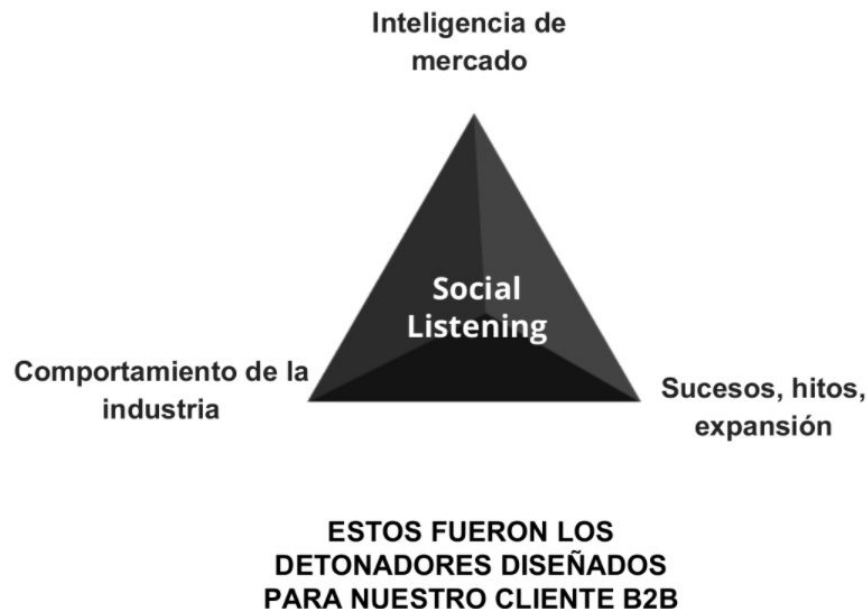 Inteligencia de
mercado
Social
Listening
Comportamiento de la
industria
Sucesos, hitos,
expansión
ESTOS FUERON LOS
DETONADORES DISEÑADOS
PARA NUESTRO CLIENTE B2B